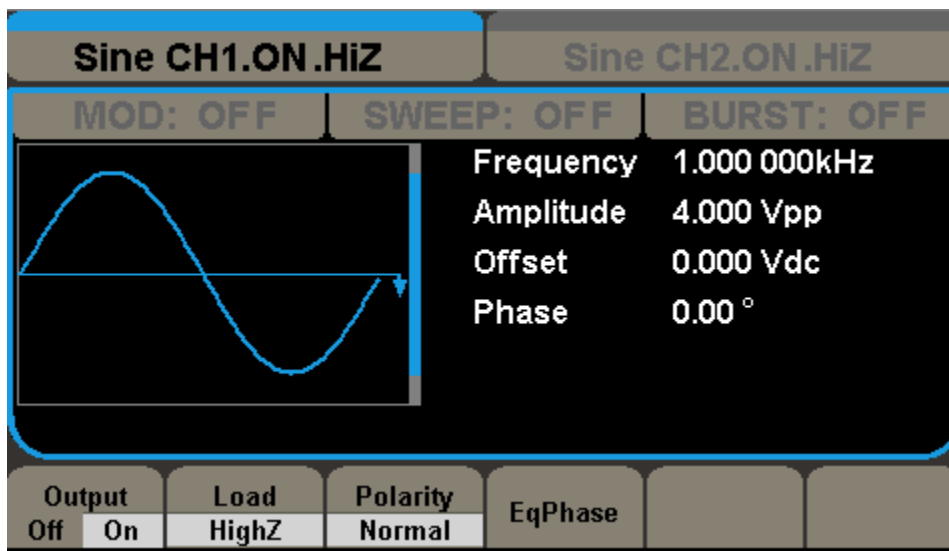 Sine CH1.ON.HiZ
Sine CH2.ON.HiZ
MOD: OFF
SWEEP: OFF
BURST: OFF
Frequency 1.000 000kHz
Amplitude 4.000 Vpp
Offset 0.000 Vdc
Phase 0.00 °
Output
Off On
Load
HighZ
Polarity
Normal
EqPhase